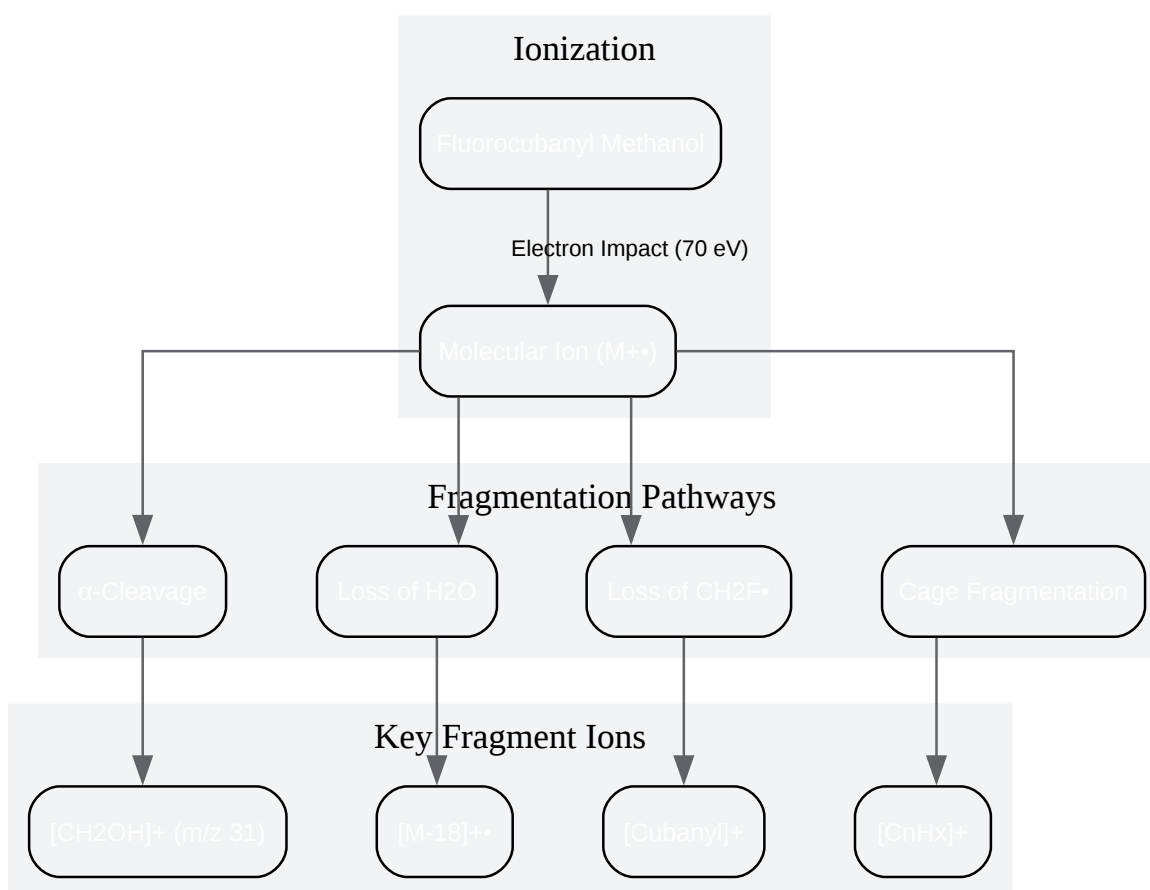 Ionization
Fluorocubanyl Methanol
Electron Impact (70 eV)
Molecular Ion (M+•)
Fragmentation Pathways
α-Cleavage
Loss of H2O
Loss of CH2F•
Cage Fragmentation
Key Fragment Ions
[CH2OH]+ (m/z 31)
[M-18]+•
[Cubanyl]+
[CnHx]+